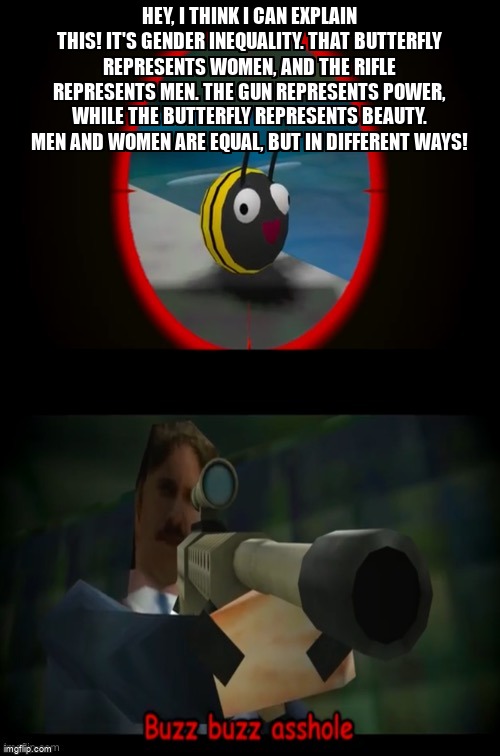 HEY, I THINK I CAN EXPLAIN
THIS! IT'S GENDER INEQUALITY. THAT BUTTERFLY
REPRESENTS WOMEN, AND THE RIFLE
REPRESENTS MEN. THE GUN REPRESENTS POWER,
WHILE THE BUTTERFLY REPRESENTS BEAUTY.
MEN AND WOMEN ARE EQUAL, BUT IN DIFFERENT WAYS!
Buzz buzz asshole
imgflip.com